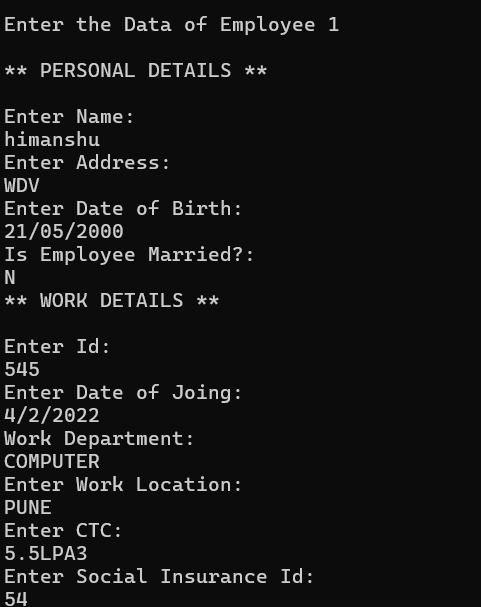 Enter the Data of Employee 1
** PERSONAL DETAILS **
Enter Name:
himanshu
Enter Address:
WDV
Enter Date of Birth:
21/05/2000
Is Employee Married?:
N
** WORK DETAILS **
Enter Id:
545
Enter Date of Joing:
4/2/2022
Work Department:
COMPUTER
Enter Work Location:
PUNE
Enter CTC:
5.5LPA3
Enter Social Insurance Id:
54